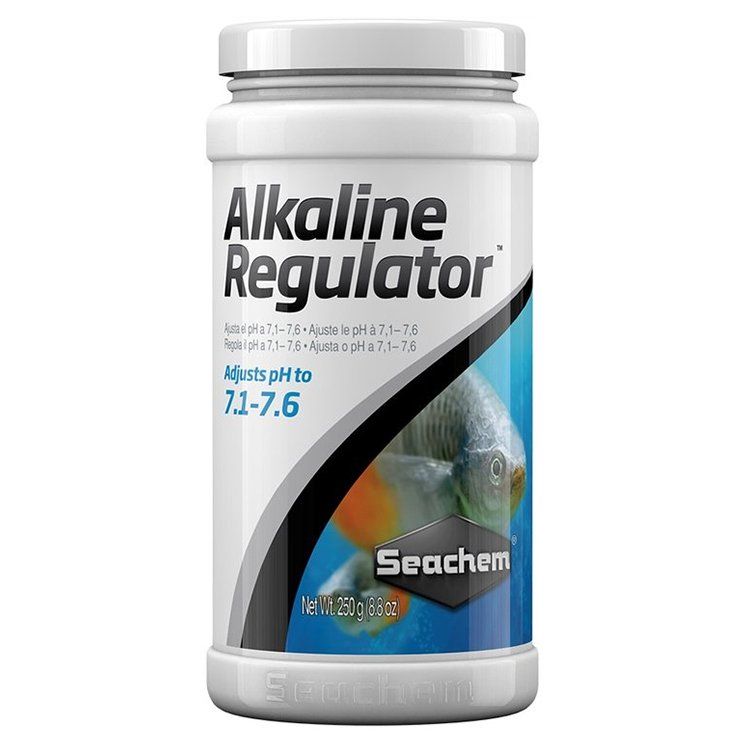 Alkaline
Regulator™
Ajusta el pH a 7,1– 7,6 • Ajuste le pH à 7,1– 7,6
Regola il pH a 7,1– 7,6 • Ajusta o pH a 7,1– 7,6
Adjusts pH to
7.1–7.6
Seachem®
Net Wt. 250 g (8.8 oz)
Seachem